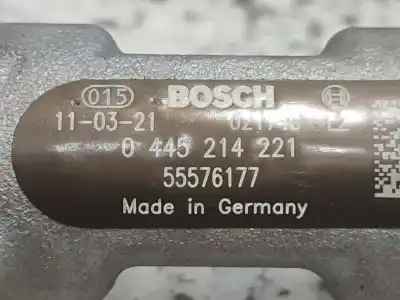 015 BOSCH
11-03-21
0 445 214 221
55576177
Made in Germany